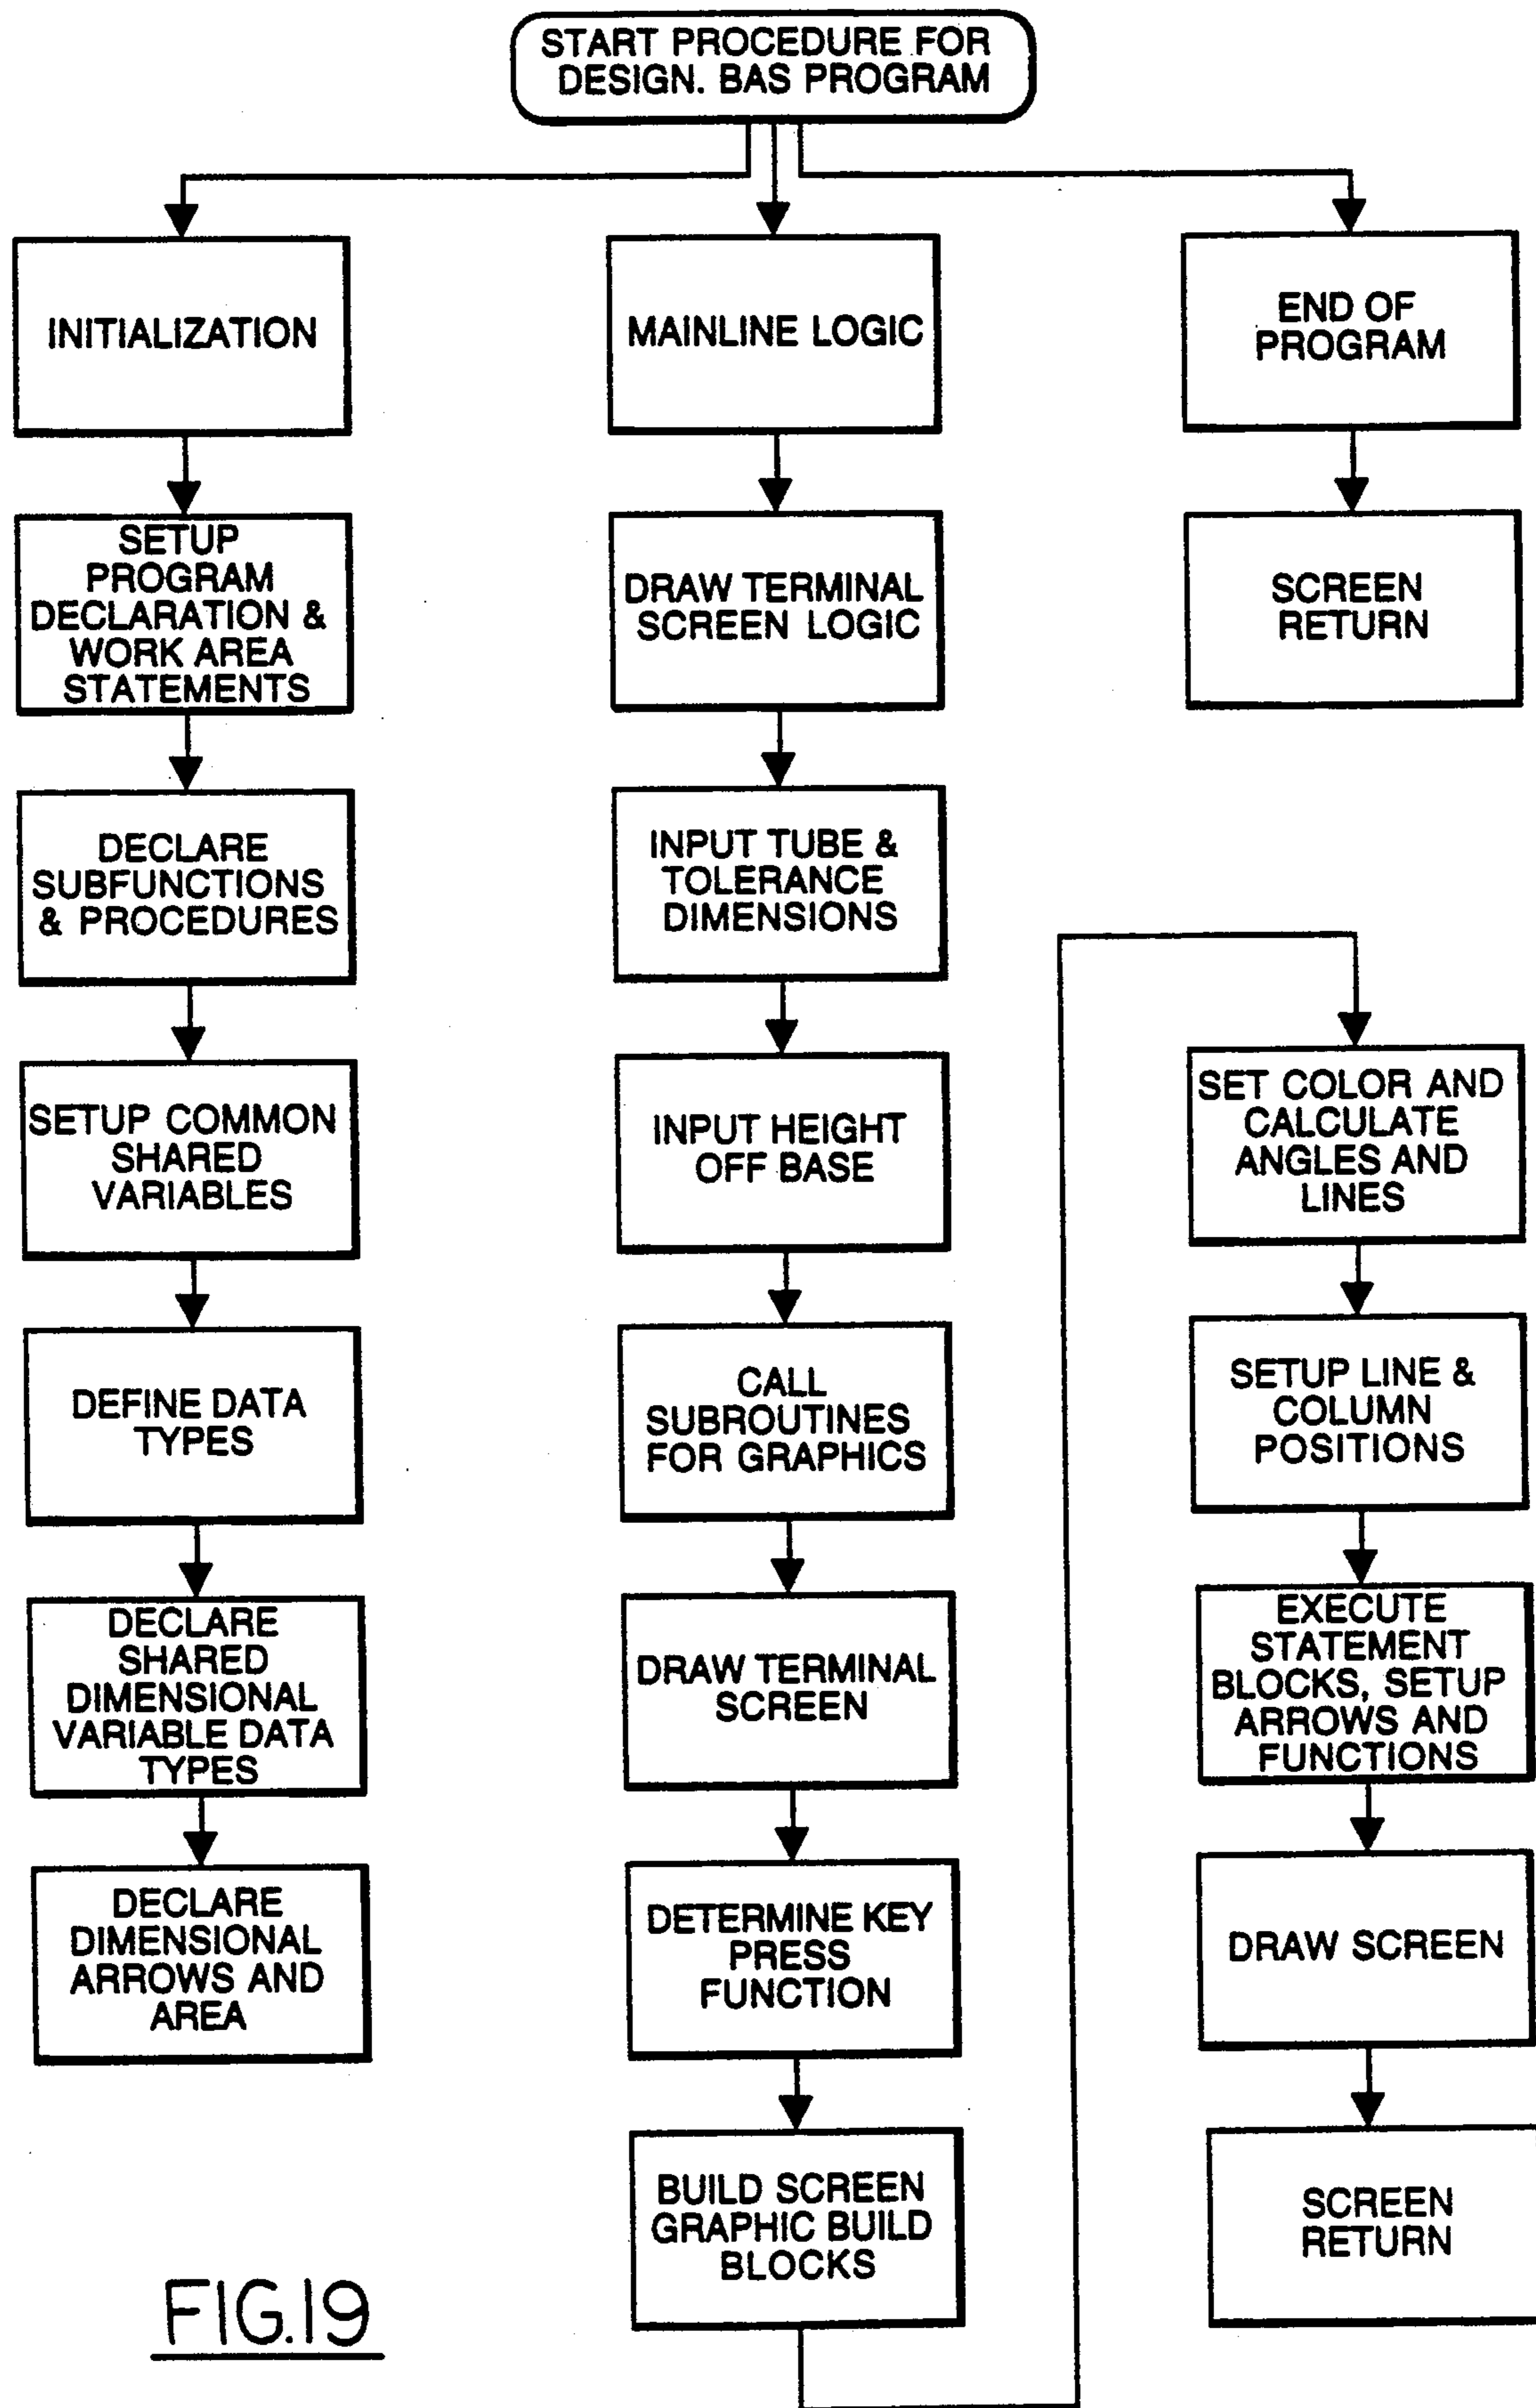 START PROCEDURE FOR
DESIGN. BAS PROGRAM
INITIALIZATION
SETUP
PROGRAM
DECLARATION &
WORK AREA
STATEMENTS
DECLARE
SUBFUNCTIONS
& PROCEDURES
SETUP COMMON
SHARED
VARIABLES
DEFINE DATA
TYPES
DECLARE
SHARED
DIMENSIONAL
VARIABLE DATA
TYPES
DECLARE
DIMENSIONAL
ARROWS AND
AREA
MAINLINE LOGIC
DRAW TERMINAL
SCREEN LOGIC
INPUT TUBE &
TOLERANCE
DIMENSIONS
INPUT HEIGHT
OFF BASE
CALL
SUBROUTINES
FOR GRAPHICS
DRAW TERMINAL
SCREEN
DETERMINE KEY
PRESS
FUNCTION
BUILD SCREEN
GRAPHIC BUILD
BLOCKS
SET COLOR AND
CALCULATE
ANGLES AND
LINES
SETUP LINE &
COLUMN
POSITIONS
EXECUTE
STATEMENT
BLOCKS, SETUP
ARROWS AND
FUNCTIONS
DRAW SCREEN
SCREEN
RETURN
END OF
PROGRAM
SCREEN
RETURN
FIG.19